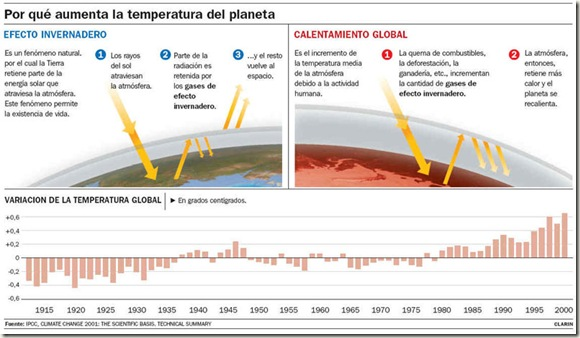 Por qué aumenta la temperatura del planeta
EFECTO INVERNADERO
Es un fenómeno natural,
por el cual la Tierra
retiene parte de la
energía solar que
atraviesa la atmósfera.
Este fenómeno permite
la existencia de vida.
1 Los rayos
del sol
atraviesan
la atmósfera.
2 Parte de la
radiación es
retenida por
los gases de
efecto
invernadero.
3 ...y el resto
vuelve al
espacio.
CALENTAMIENTO GLOBAL
Es el incremento de
la temperatura media
de la atmósfera
debido a la actividad
humana.
1 La quema de combustibles,
la deforestación, la
ganadería, etc., incrementan
la cantidad de gases de
efecto invernadero.
2 La atmósfera,
entonces,
retiene más
calor y el
planeta se
recalienta.
VARIACION DE LA TEMPERATURA GLOBAL
► En grados centígrados.
+0,6
+0,4
+0,2
0
-0,2
-0,4
-0,6
1915 1920 1925 1930 1935 1940 1945 1950 1955 1960 1965 1970 1975 1980 1985 1990 1995 2000
Fuente: IPCC, CLIMATE CHANGE 2001: THE SCIENTIFIC BASIS. TECHNICAL SUMMARY
CLARIN